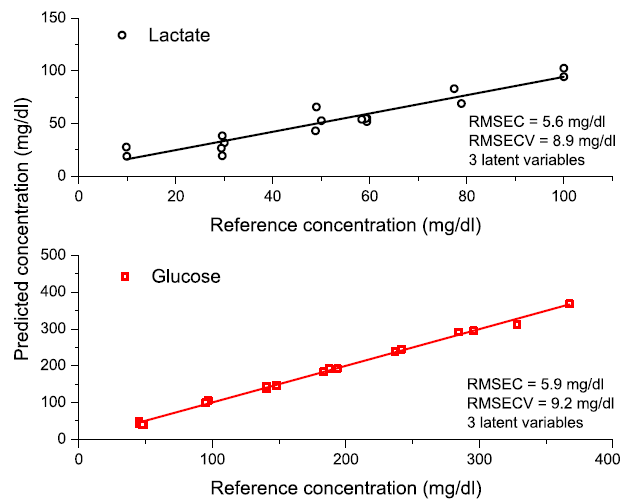 150
Lactate
100
50
0
RMSEC = 5.6 mg/dl
RMSECV = 8.9 mg/dl
3 latent variables
0 20 40 60 80 100
Reference concentration (mg/dl)
Predicted concentration (mg/dl)
500
Glucose
400
300
200
100
0
RMSEC = 5.9 mg/dl
RMSECV = 9.2 mg/dl
3 latent variables
100 200 300 400
Reference concentration (mg/dl)